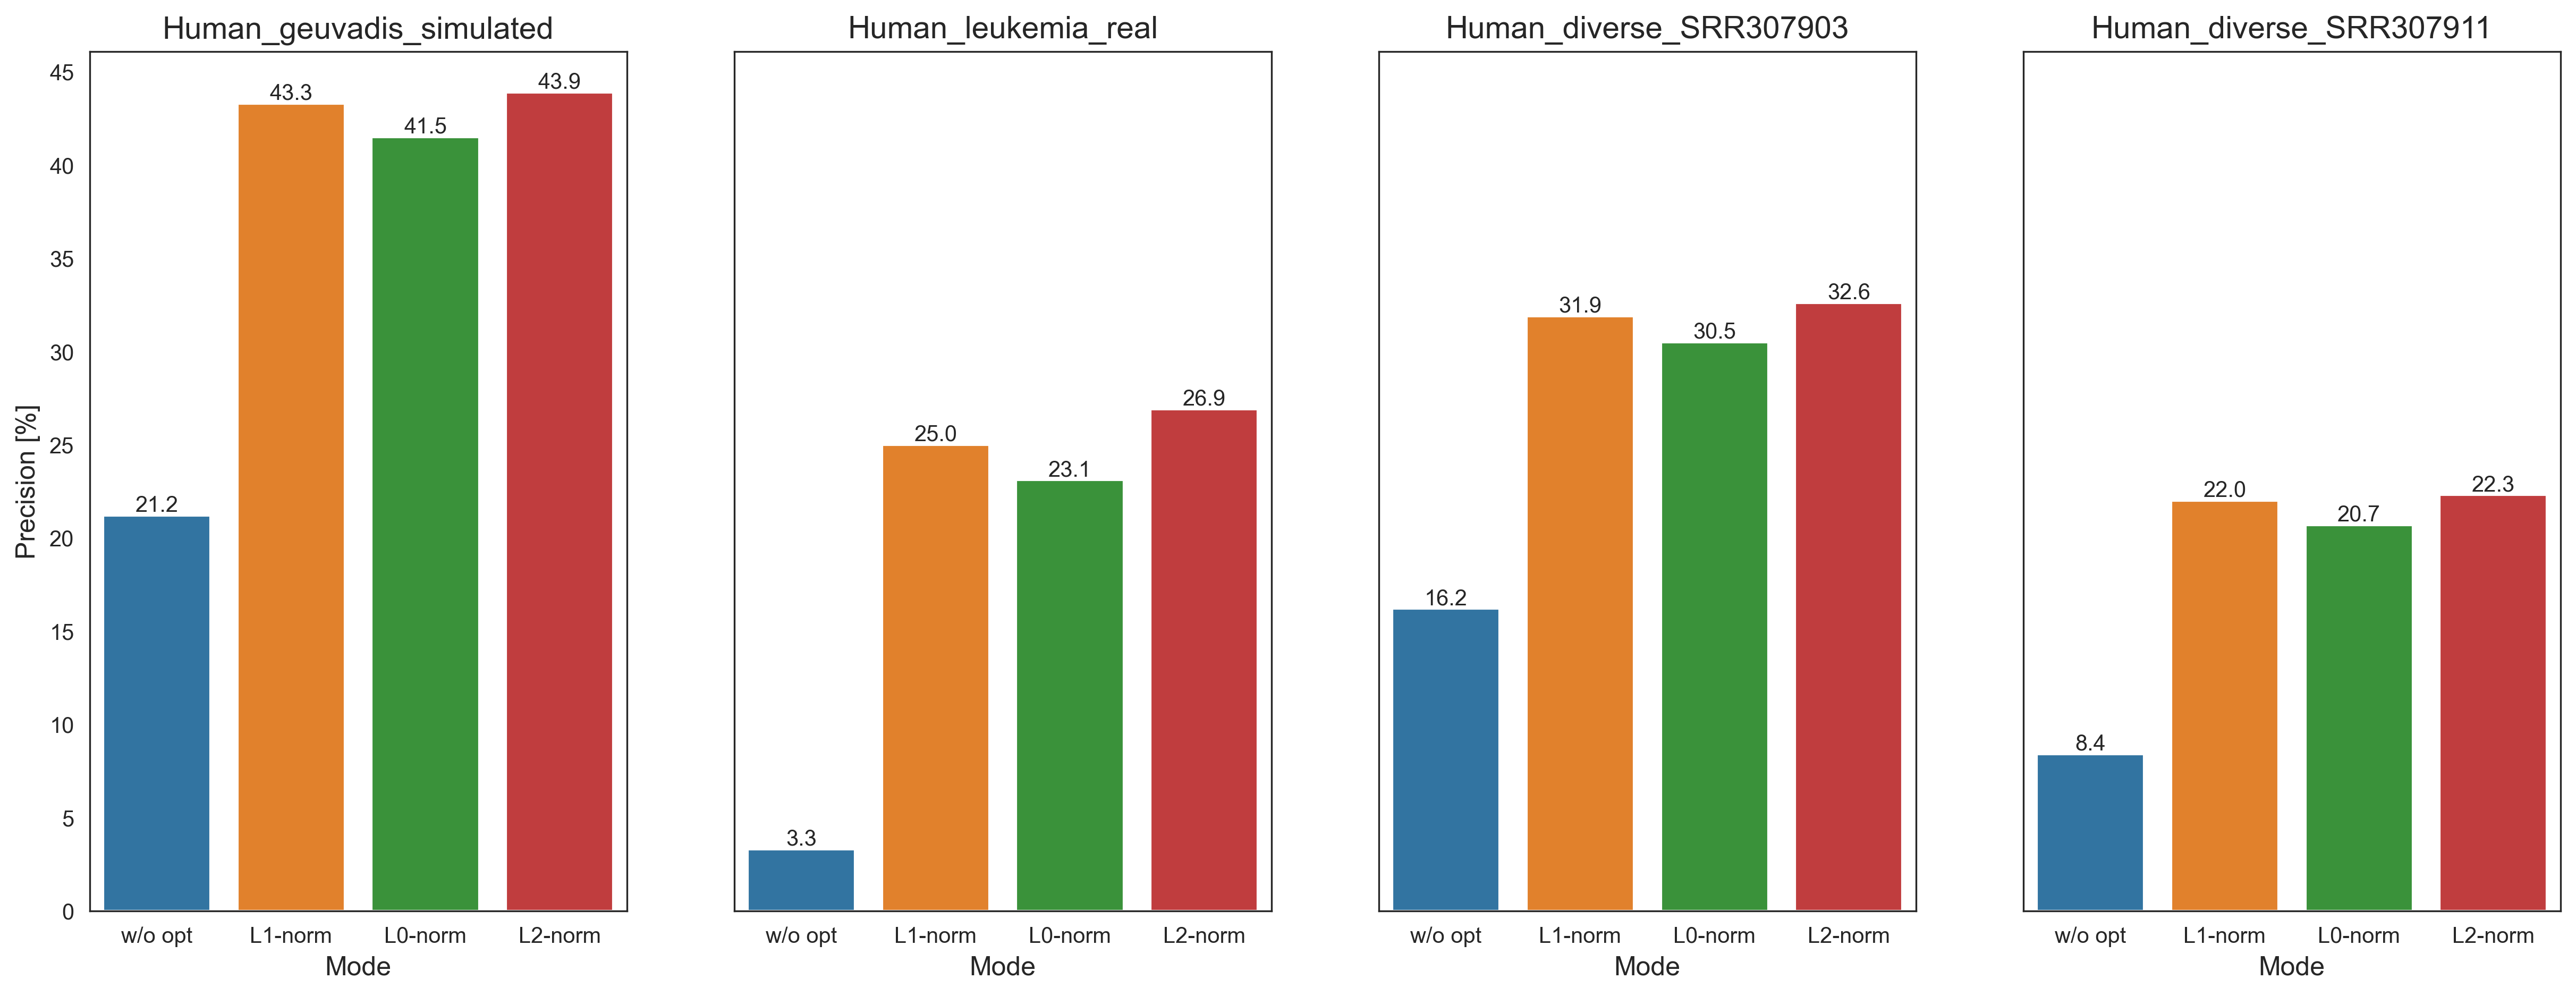 Human_geuvadis_simulated
Human_leukemia_real
Human_diverse_SRR307903
Human_diverse_SRR307911
Precision [%]
45
40
35
30
25
20
15
10
5
0
21.2
43.3
41.5
43.9
w/o opt
L1-norm
L0-norm
L2-norm
Mode
3.3
25.0
23.1
26.9
w/o opt
L1-norm
L0-norm
L2-norm
Mode
16.2
31.9
30.5
32.6
w/o opt
L1-norm
L0-norm
L2-norm
Mode
8.4
22.0
20.7
22.3
w/o opt
L1-norm
L0-norm
L2-norm
Mode